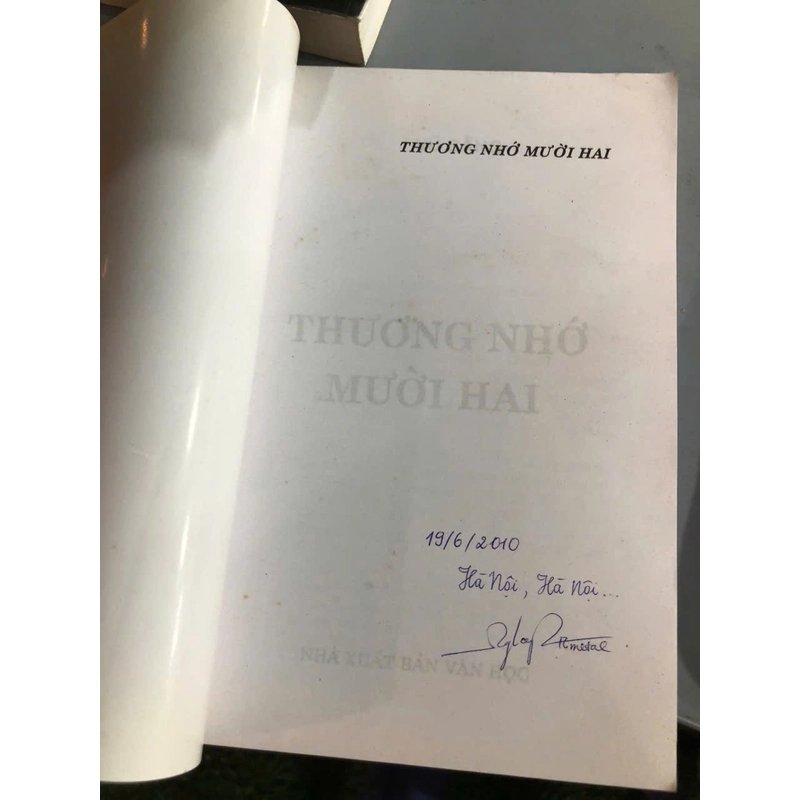 THƯƠNG NHỚ MƯỜI HAI
THƯƠNG NHỚ
MƯỜI HAI
19/6/2010
Hà Nội, Hà Nội...
NHÀ XUẤT BẢN VĂN HỌC